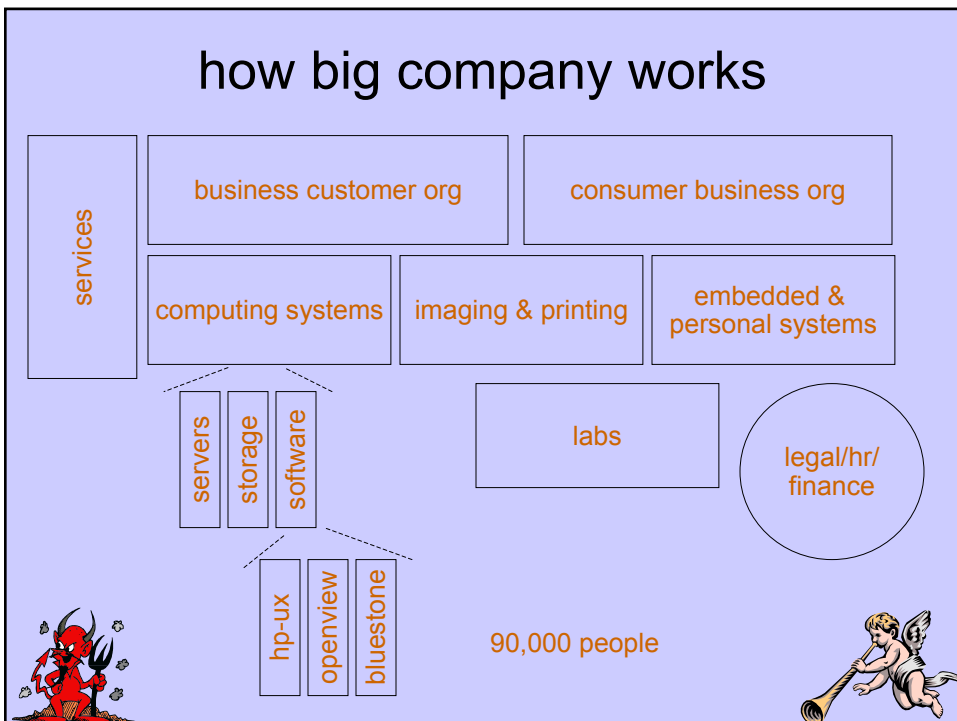 how big company works
services
business customer org
consumer business org
computing systems
imaging & printing
embedded &
personal systems
servers
storage
software
labs
legal/hr/
finance
hp-ux
openview
bluestone
90,000 people